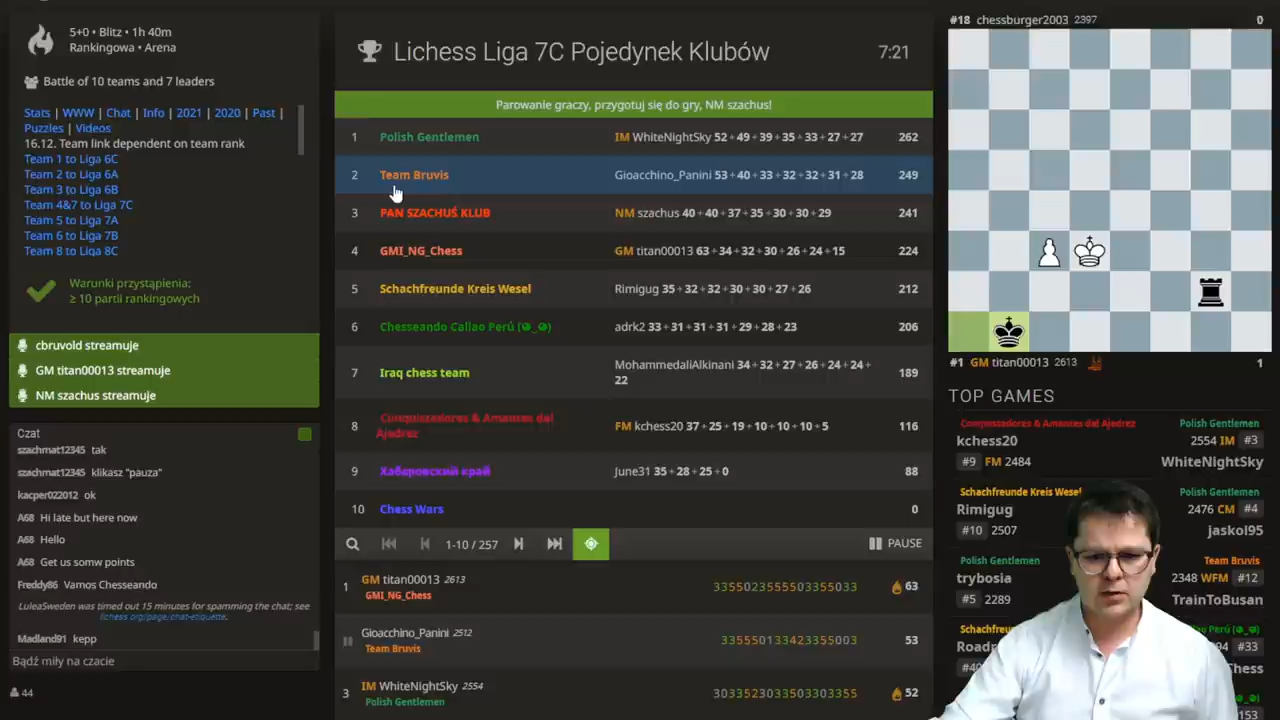 5+0 • Blitz • 1h 40m
Rankingowa • Arena
Battle of 10 teams and 7 leaders
Stats | WWW | Chat | Info | 2021 | 2020 | Past |
Puzzles | Videos
16.12. Team link dependent on team rank
Team 1 to Liga 6C
Team 2 to Liga 6A
Team 3 to Liga 6B
Team 4&7 to Liga 7C
Team 5 to Liga 7A
Team 6 to Liga 7B
Team 8 to Liga 8C
Warunki przystąpienia:
≥ 10 partii rankingowych
cbruvold streamuje
GM titan00013 streamuje
NM szachus streamuje
Czat
szachmat12345 tak
szachmat12345 klikasz "pauza"
kacper022012 ok
A68 Hi late but here now
A68 Hello
A68 Get us somw points
Freddy86 Vamos Chesseando
LuleaSweden was timed out 15 minutes for spamming the chat; see
lichess.org/page/chat-etiquette.
Madland91 kepp
Bądź miły na czacie
44
Lichess Liga 7C Pojedynek Klubów 7:21
Parowanie graczy, przygotuj się do gry, NM szachus!
1 Polish Gentlemen IM WhiteNightSky 52+49+39+35+33+27+27 262
2 Team Bruvis Gioacchino_Panini 53+40+33+32+32+31+28 249
3 PAN SZACHUŚ KLUB NM szachus 40+40+37+35+30+30+29 241
4 GMI_NG_Chess GM titan00013 63+34+32+30+26+24+15 224
5 Schachfreunde Kreis Wesel Rimigug 35+32+32+30+30+27+26 212
6 Chesseando Callao Perú (◕‿◕) adrk2 33+31+31+31+29+28+23 206
7 Iraq chess team MohammedaliAlkinani 34+32+27+26+24+24+
22 189
8 Conquistadores & Amantes dal
Ajedrez FM kchess20 37+25+19+10+10+10+5 116
9 Хабаровский край June31 35+28+25+0 88
10 Chess Wars 0
1-10 / 257 PAUSE
1 GM titan00013 2613 3355023555503355033 63
GMI_NG_Chess
Gioacchino_Panini 2512 3355501334233555003 53
Team Bruvis
3 IM WhiteNightSky 2554 30335230335033033555 52
Polish Gentlemen
#18 chessburger2003 2397 0
#1 GM titan00013 2613 1
TOP GAMES
Conquistadores & Amantes dal Ajedrez Polish Gentlemen
kchess20 2554 IM #3
#9 FM 2484 WhiteNightSky
Schachfreunde Kreis Wesel Polish Gentlemen
Rimigug 2476 CM #4
#10 2507 jaskol95
Polish Gentlemen Team Bruvis
trybosia 2348 WFM #12
#5 2289 TrainToBusan
#33